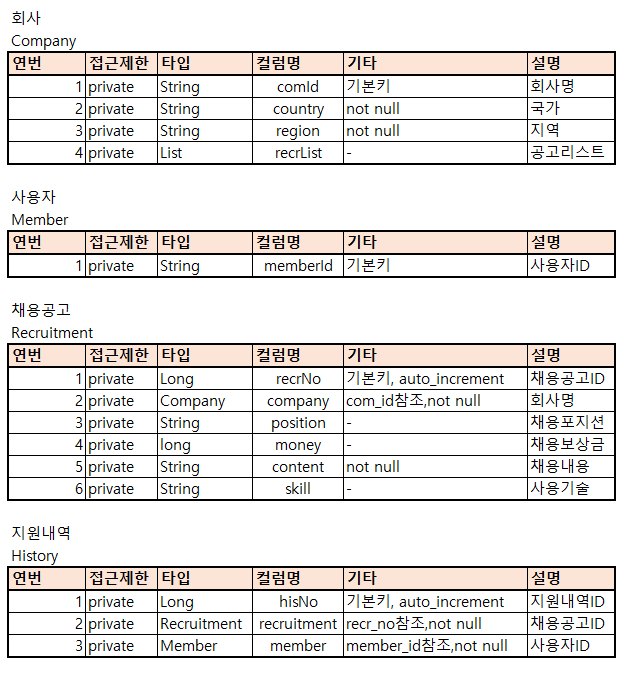 회사
Company
연번 접근제한 타입 컬럼명 기타 설명
1 private String comId 기본키 회사명
2 private String country not null 국가
3 private String region not null 지역
4 private List recrList - 공고리스트
사용자
Member
연번 접근제한 타입 컬럼명 기타 설명
1 private String memberId 기본키 사용자ID
채용공고
Recruitment
연번 접근제한 타입 컬럼명 기타 설명
1 private Long recrNo 기본키, auto_increment 채용공고ID
2 private Company company com_id참조,not null 회사명
3 private String position - 채용포지션
4 private long money - 채용보상금
5 private String content not null 채용내용
6 private String skill - 사용기술
지원내역
History
연번 접근제한 타입 컬럼명 기타 설명
1 private Long hisNo 기본키, auto_increment 지원내역ID
2 private Recruitment recruitment recr_no참조,not null 채용공고ID
3 private Member member member_id참조,not null 사용자ID